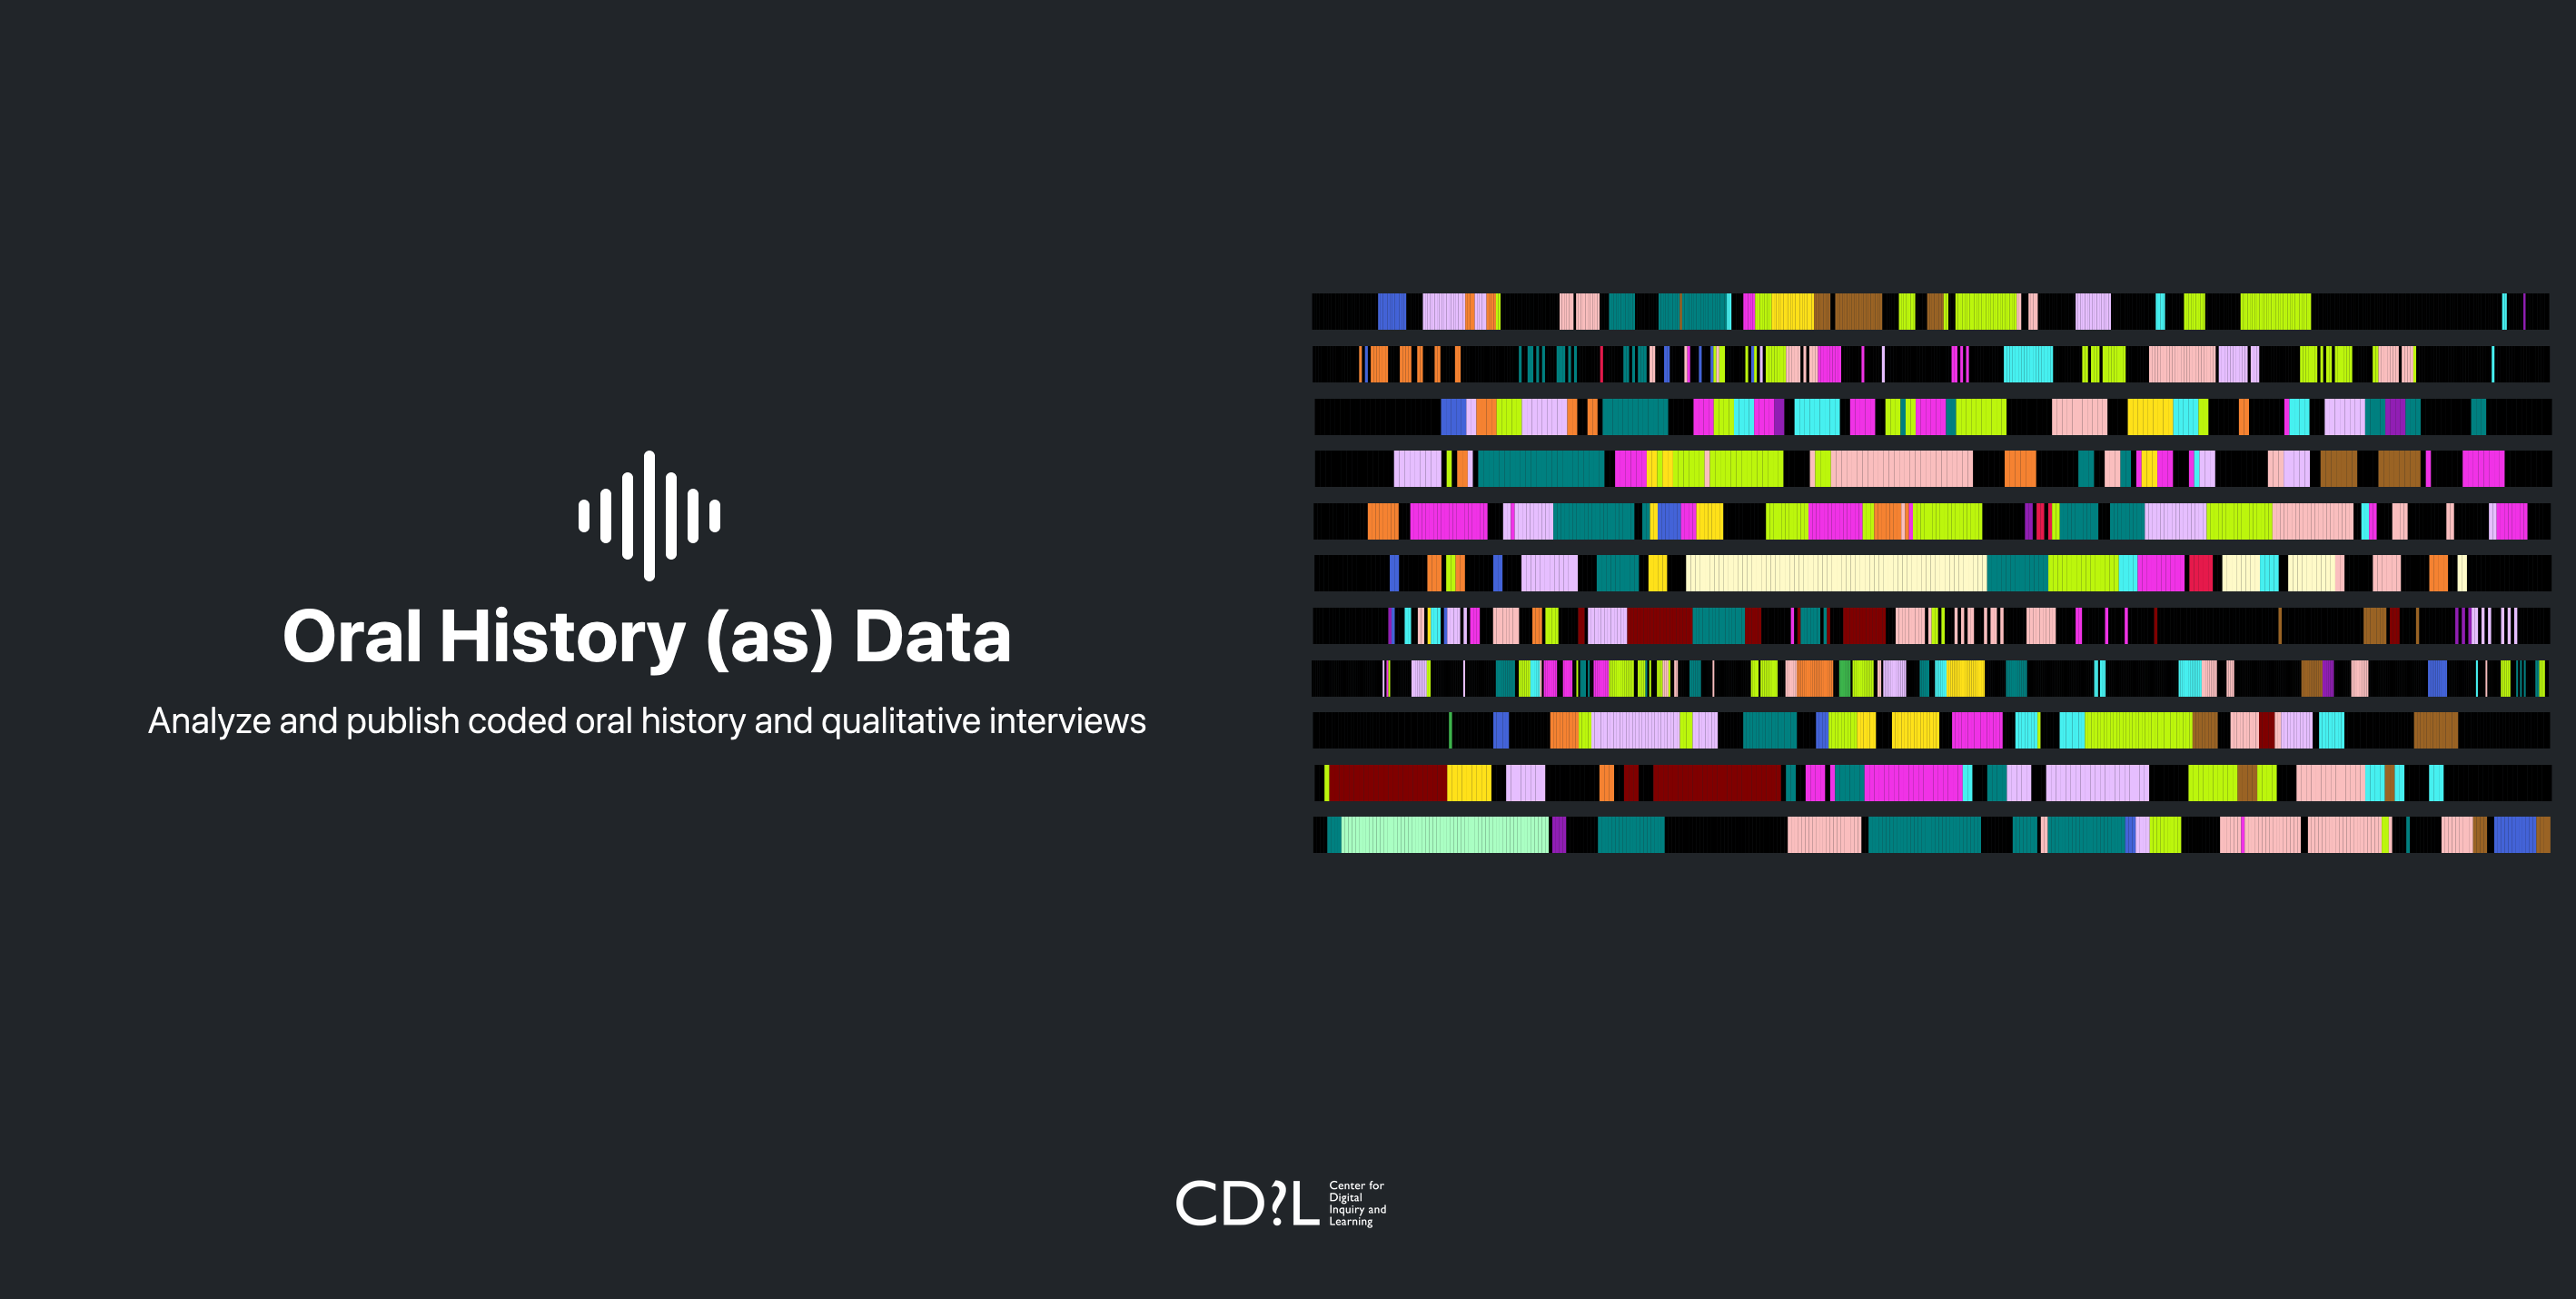 Oral History (as) Data
Analyze and publish coded oral history and qualitative interviews
CD?L
Center for
Digital
Inquiry and
Learning